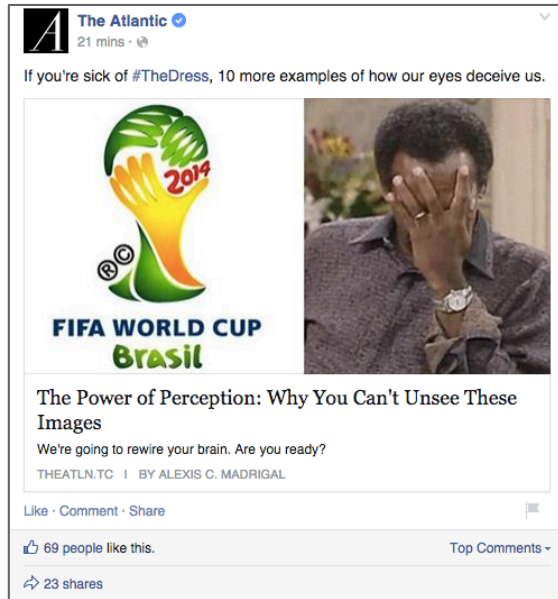 The Atlantic
21 mins ·
If you're sick of #TheDress, 10 more examples of how our eyes deceive us.
2014
®©
FIFA WORLD CUP
Brasil
The Power of Perception: Why You Can't Unsee These
Images
We're going to rewire your brain. Are you ready?
THEATLN.TC | BY ALEXIS C. MADRIGAL
Like · Comment · Share
69 people like this.
Top Comments
23 shares